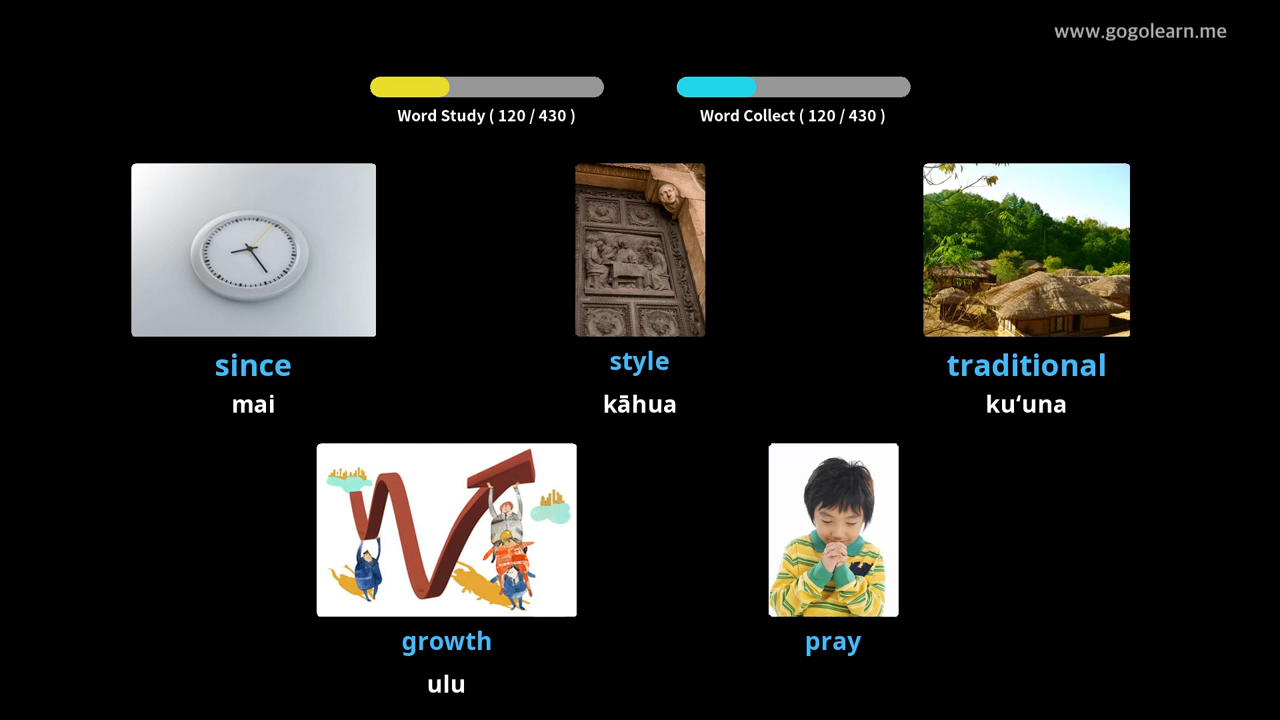 www.gogolearn.me
Word Study ( 120 / 430 )
Word Collect ( 120 / 430 )
since
mai
style
kāhua
traditional
kuʻuna
growth
ulu
pray